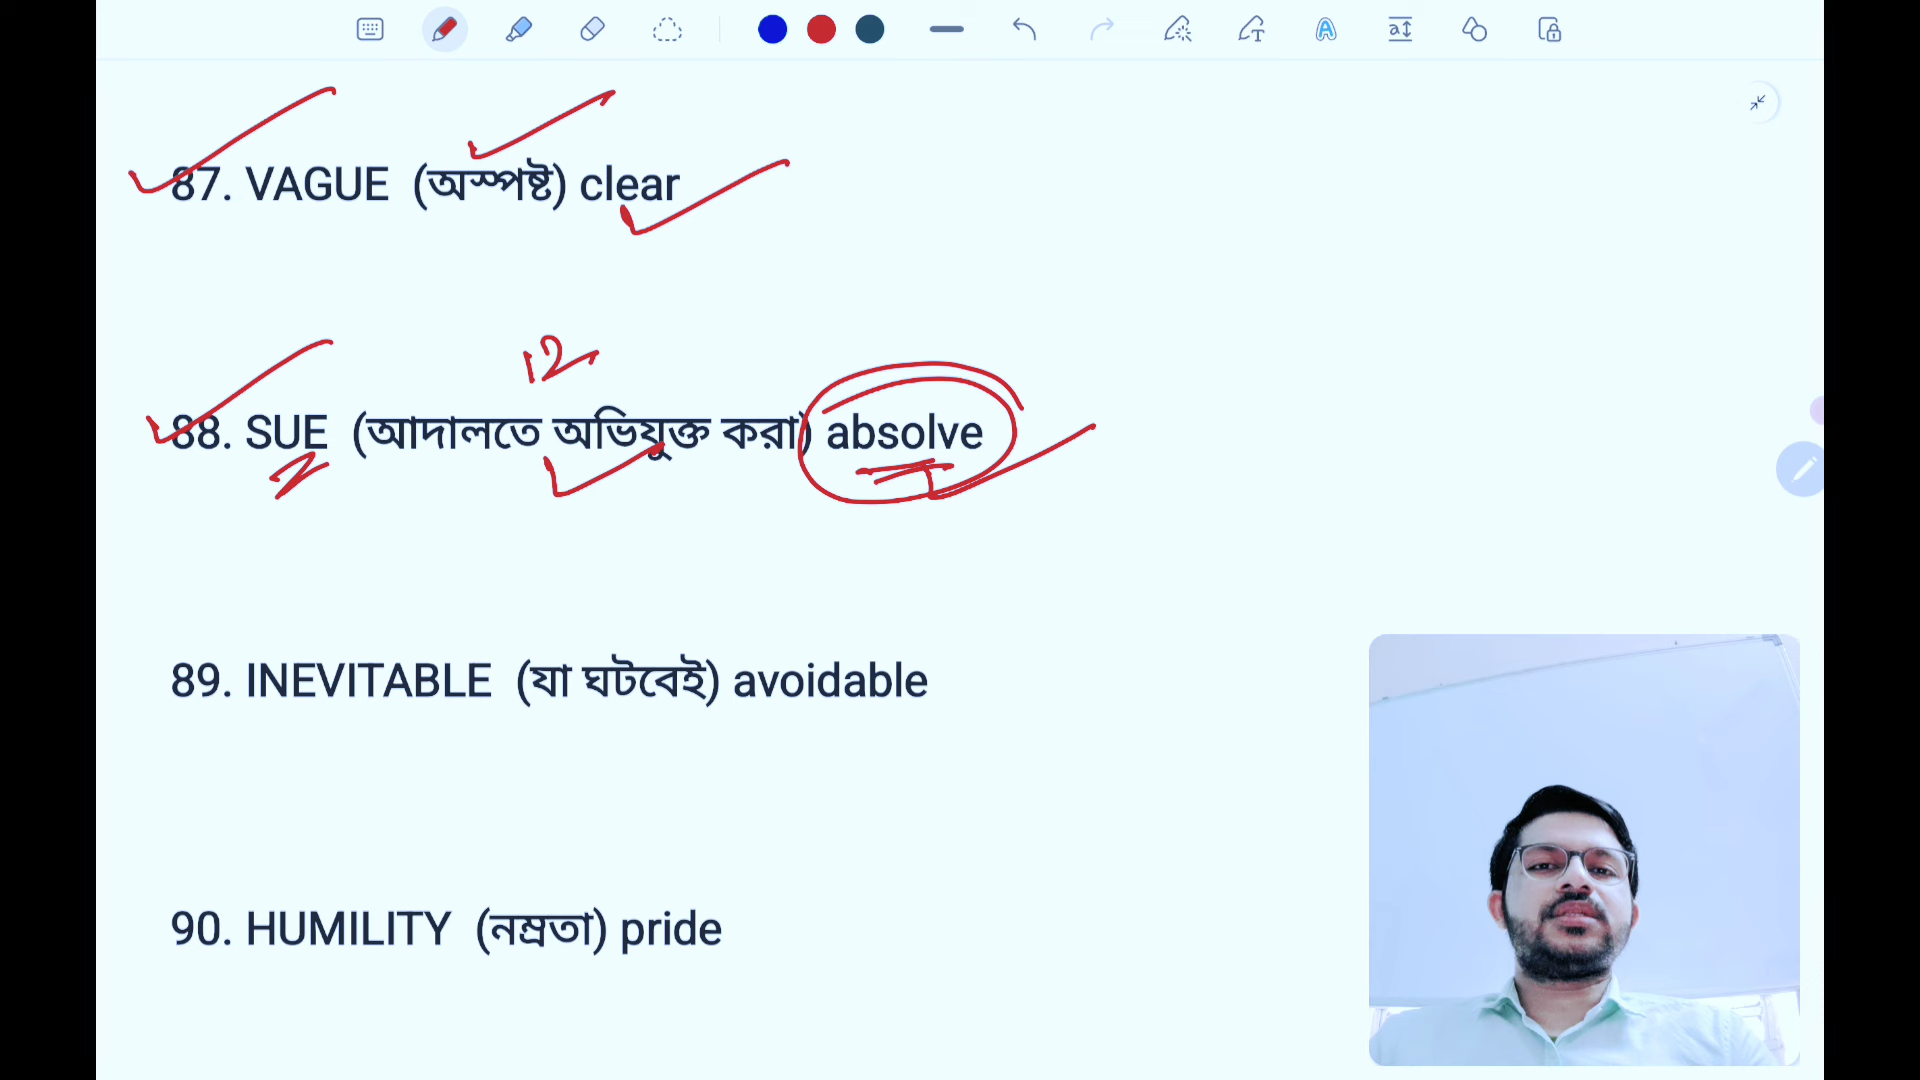 87. VAGUE (অস্পষ্ট) clear
12
88. SUE (আদালতে অভিযুক্ত করা) absolve
89. INEVITABLE (যা ঘটবেই) avoidable
90. HUMILITY (নম্রতা) pride